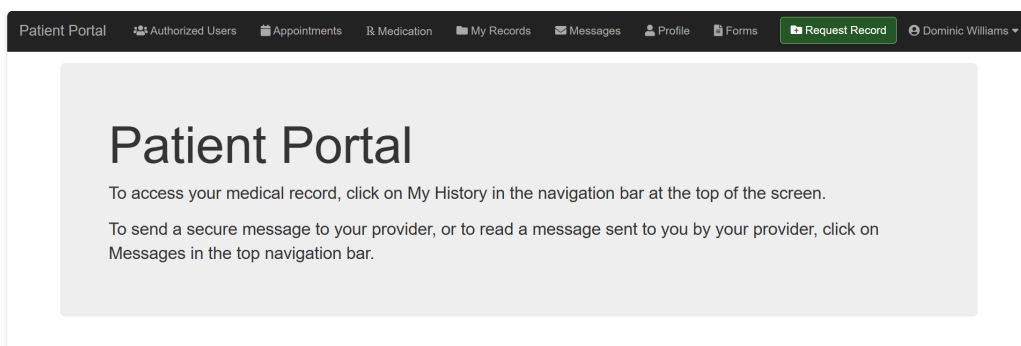 Patient Portal Authorized Users Appointments ℞ Medication My Records Messages Profile Forms Request Record Dominic Williams
Patient Portal
To access your medical record, click on My History in the navigation bar at the top of the screen.
To send a secure message to your provider, or to read a message sent to you by your provider, click on
Messages in the top navigation bar.